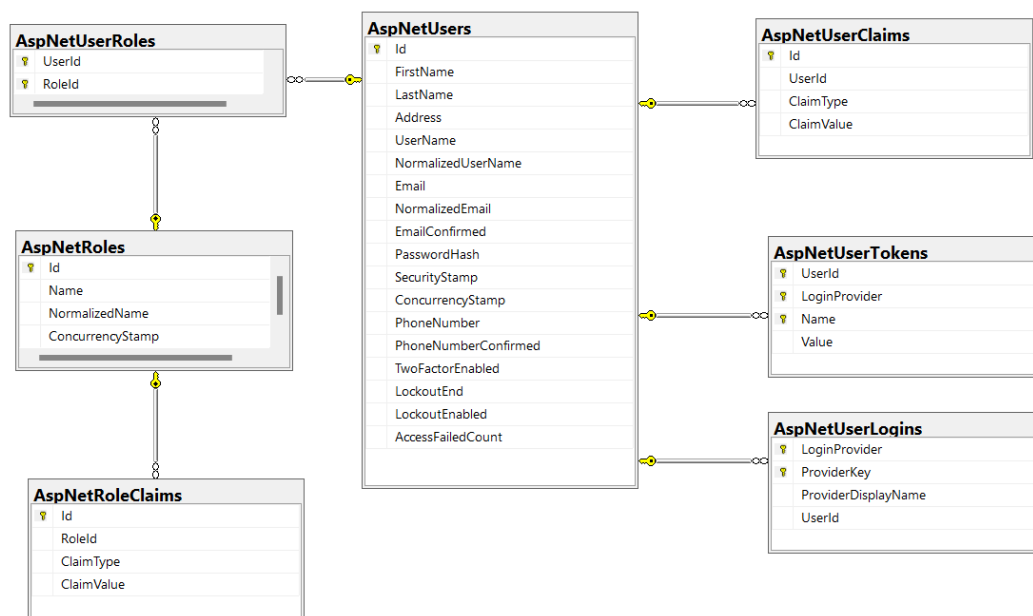 AspNetUserRoles
UserId
RoleId
AspNetRoles
Id
Name
NormalizedName
ConcurrencyStamp
AspNetRoleClaims
Id
RoleId
ClaimType
ClaimValue
AspNetUsers
Id
FirstName
LastName
Address
UserName
NormalizedUserName
Email
NormalizedEmail
EmailConfirmed
PasswordHash
SecurityStamp
ConcurrencyStamp
PhoneNumber
PhoneNumberConfirmed
TwoFactorEnabled
LockoutEnd
LockoutEnabled
AccessFailedCount
AspNetUserClaims
Id
UserId
ClaimType
ClaimValue
AspNetUserTokens
UserId
LoginProvider
Name
Value
AspNetUserLogins
LoginProvider
ProviderKey
ProviderDisplayName
UserId